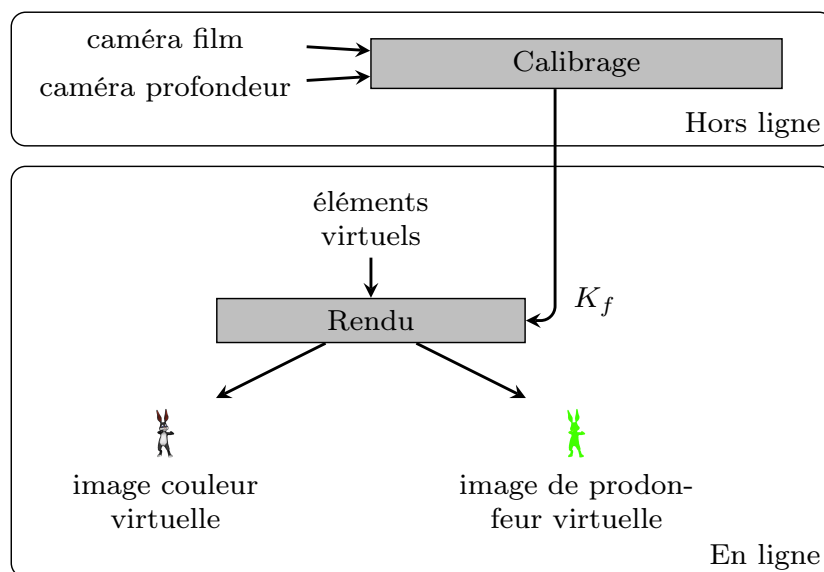 caméra film
caméra profondeur
Calibrage
Hors ligne
éléments
virtuels
K_f
Rendu
image couleur
virtuelle
image de prodon-
feur virtuelle
En ligne